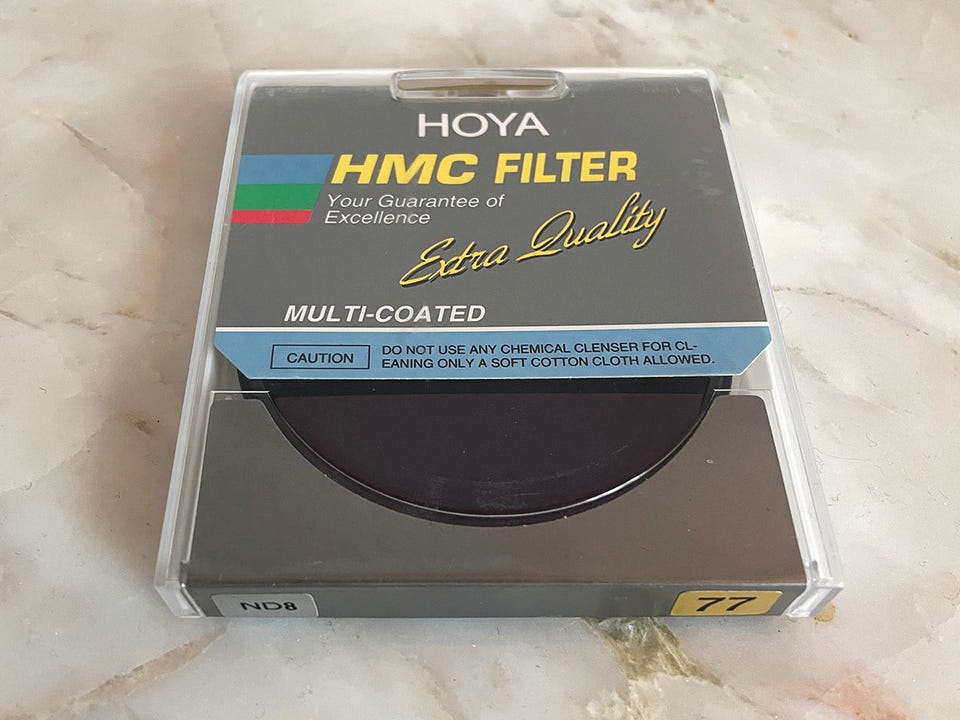 HOYA
HMC FILTER
Your Guarantee of
Excellence
Extra Quality
MULTI-COATED
CAUTION
DO NOT USE ANY CHEMICAL CLENSER FOR CL-
EANING ONLY A SOFT COTTON CLOTH ALLOWED.
ND8
77